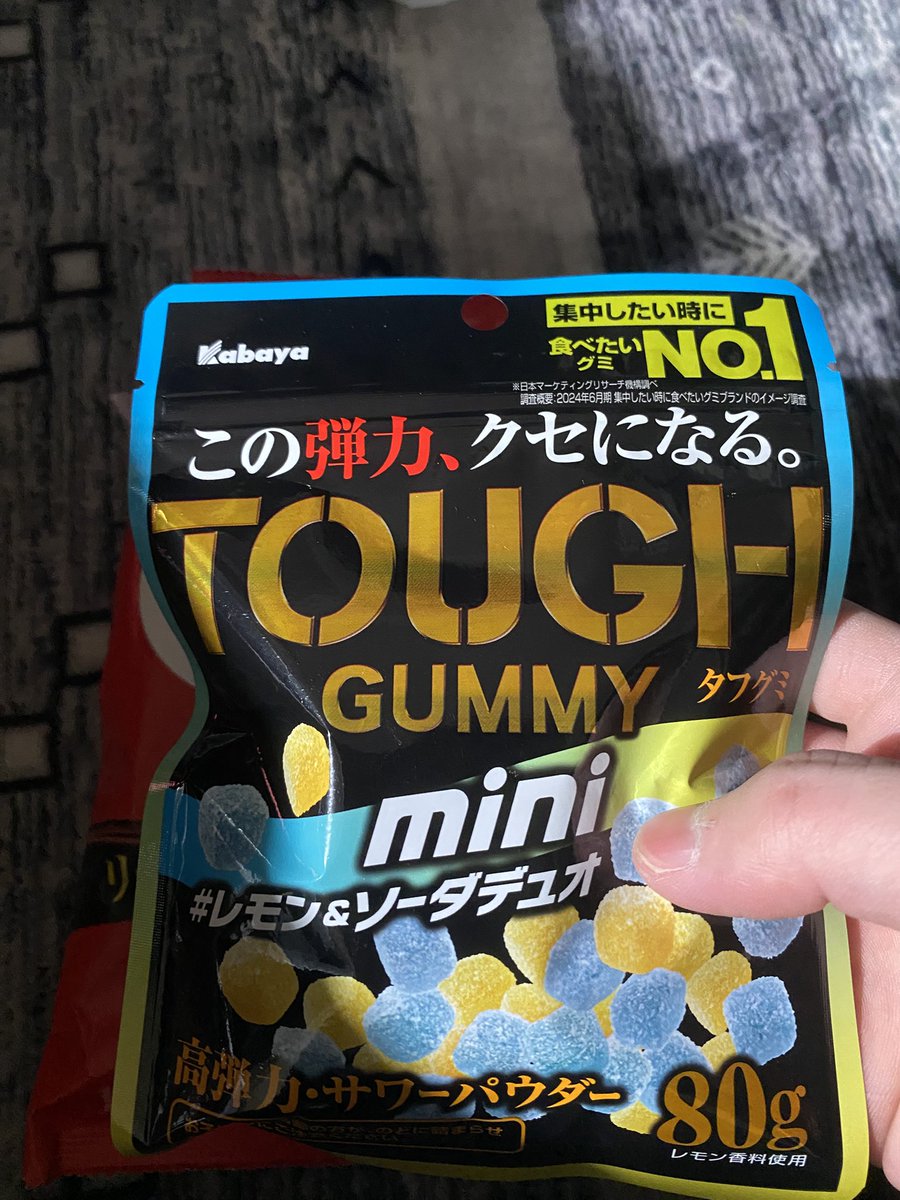 Kabaya
集中したい時に
食べたいグミ NO.1
※日本マーケティングリサーチ機構調べ
調査概要:2024年6月期 集中したい時に食べたいグミブランドのイメージ調査
この弾力、クセになる。
TOUGH
GUMMY
タフグミ
mini
#レモン&ソーダデュオ
高弾力・サワーパウダー
80g
レモン香料使用
リ